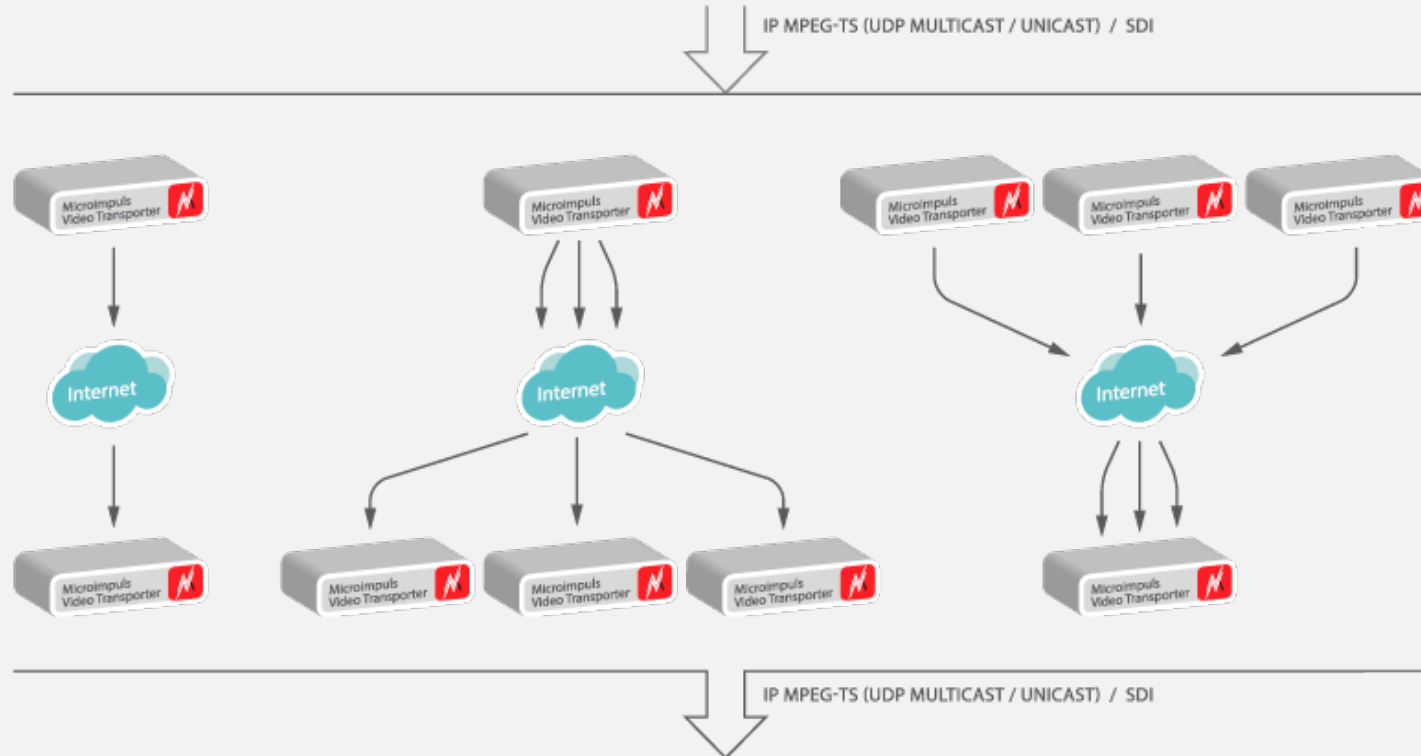 IP MPEG-TS (UDP MULTICAST / UNICAST) / SDI
Microimpuls
Video Transporter
Microimpuls
Video Transporter
Microimpuls
Video Transporter
Microimpuls
Video Transporter
Microimpuls
Video Transporter
Internet
Internet
Internet
Microimpuls
Video Transporter
Microimpuls
Video Transporter
Microimpuls
Video Transporter
Microimpuls
Video Transporter
Microimpuls
Video Transporter
IP MPEG-TS (UDP MULTICAST / UNICAST) / SDI